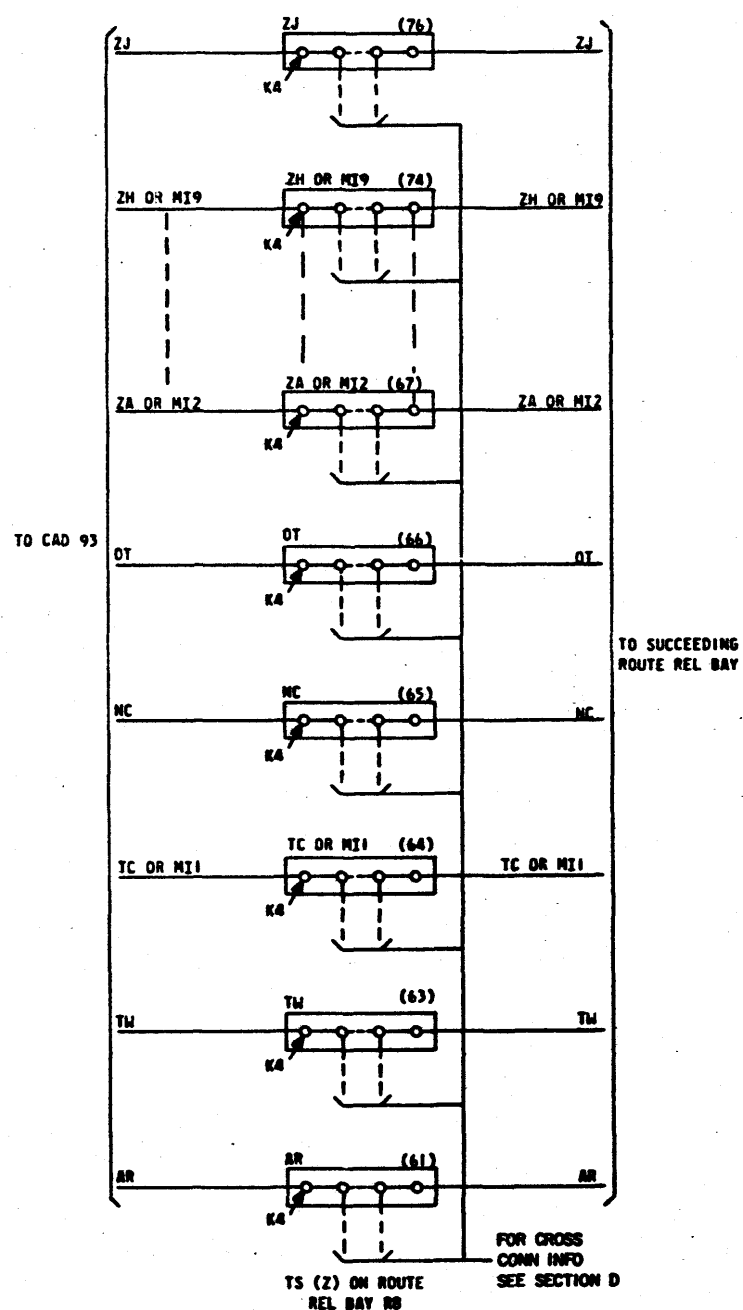 ZJ (76)
ZJ ZJ
K4
ZH OR MI9 (74)
ZH OR MI9 ZH OR MI9
K4
ZA OR MI2 (67)
ZA OR MI2 ZA OR MI2
K4
TO CAD 93
OT (66)
OT OT
K4
TO SUCCEEDING
ROUTE REL BAY
NC (65)
NC NC
K4
TC OR MI1 (64)
TC OR MI1 TC OR MI1
K4
TW (63)
TW TW
K4
AR (61)
AR AR
K4
FOR CROSS
CONN INFO
SEE SECTION D
TS (Z) ON ROUTE
REL BAY RB